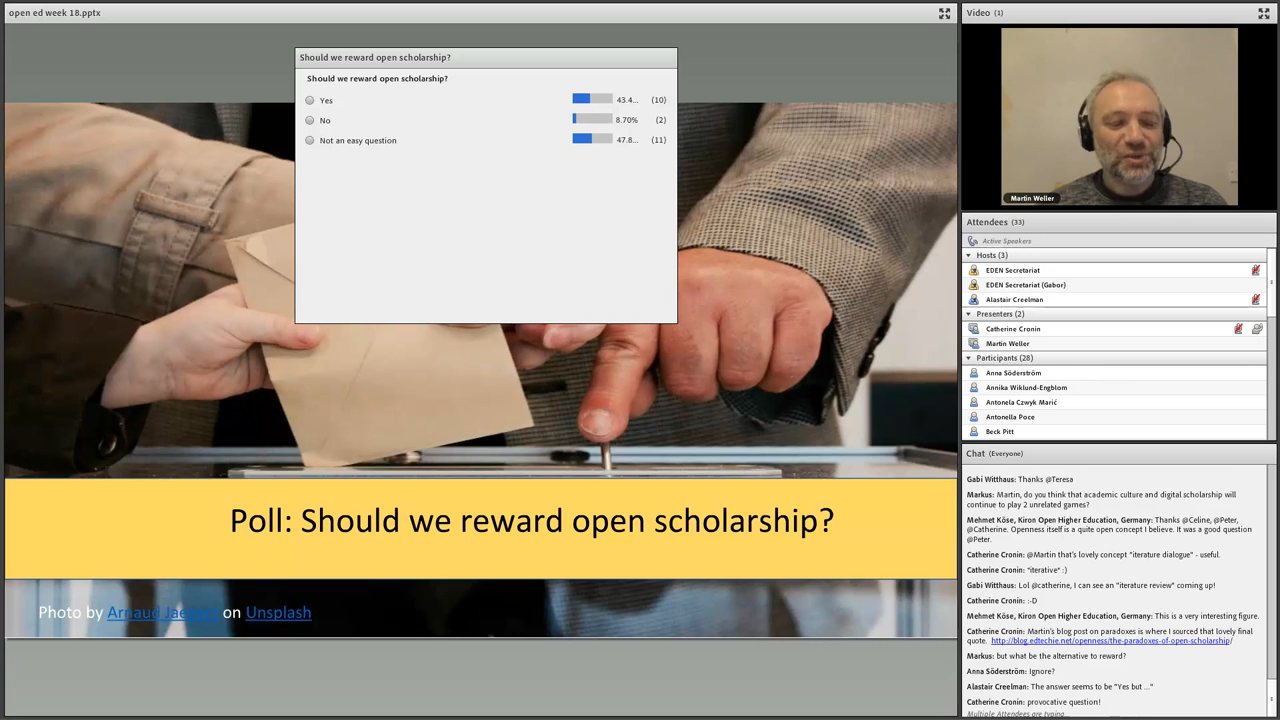 open ed week 18.pptx
Should we reward open scholarship?
Should we reward open scholarship?
Yes 43.4... (10)
No 8.70% (2)
Not an easy question 47.8... (11)
Poll: Should we reward open scholarship?
Photo by Arnaud Jaegers on Unsplash
Video (1)
Martin Weller
Attendees (33)
Active Speakers
Hosts (3)
EDEN Secretariat
EDEN Secretariat (Gabor)
Alastair Creelman
Presenters (2)
Catherine Cronin
Martin Weller
Participants (28)
Anna Söderström
Annika Wiklund-Engblom
Antonela Czwyk Marić
Antonella Poce
Beck Pitt
Chat (Everyone)
Gabi Witthaus: Thanks @Teresa
Markus: Martin, do you think that academic culture and digital scholarship will
continue to play 2 unrelated games?
Mehmet Köse, Kiron Open Higher Education, Germany: Thanks @Celine, @Peter,
@Catherine. Openness itself is a quite open concept I believe. It was a good question
@Peter.
Catherine Cronin: @Martin that's lovely concept "iterature dialogue" - useful.
Catherine Cronin: *iterative* :)
Gabi Witthaus: Lol @catherine, I can see an "iterature review" coming up!
Catherine Cronin: :-D
Mehmet Köse, Kiron Open Higher Education, Germany: This is a very interesting figure.
Catherine Cronin: Martin's blog post on paradoxes is where I sourced that lovely final
quote. http://blog.edtechie.net/openness/the-paradoxes-of-open-scholarship/
Markus: but what be the alternative to reward?
Anna Söderström: Ignore?
Alastair Creelman: The answer seems to be "Yes but ..."
Catherine Cronin: provocative question!
Multiple Attendees are typing...